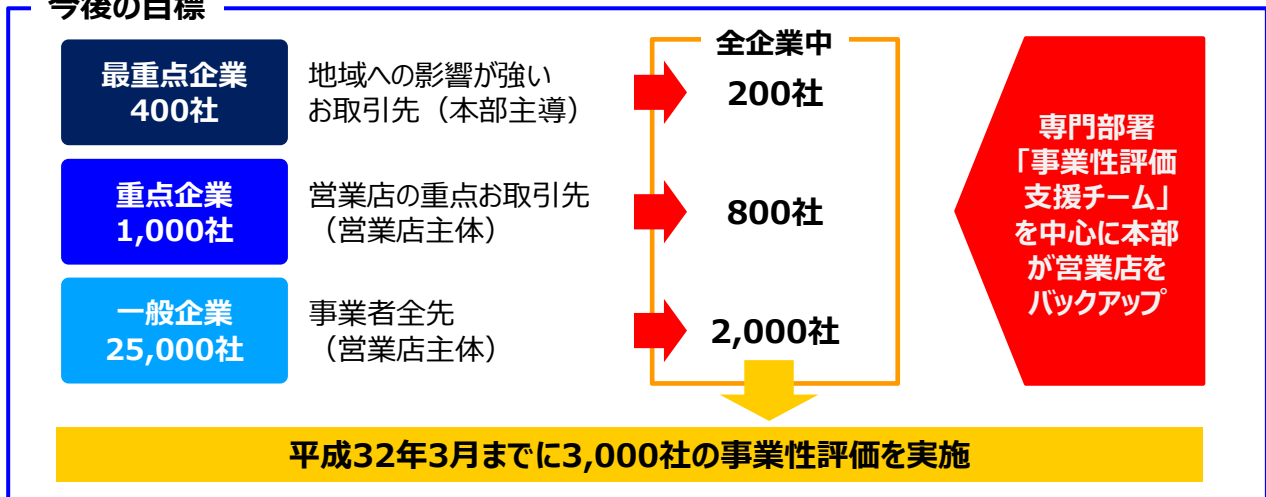 今後の目標
最重点企業
400社
地域への影響が強い
お取引先(本部主導)
全企業中
200社
重点企業
1,000社
営業店の重点お取引先
(営業店主体)
800社
一般企業
25,000社
事業者全先
(営業店主体)
2,000社
専門部署
「事業性評価
支援チーム」
を中心に本部
が営業店を
バックアップ
平成32年3月までに3,000社の事業性評価を実施